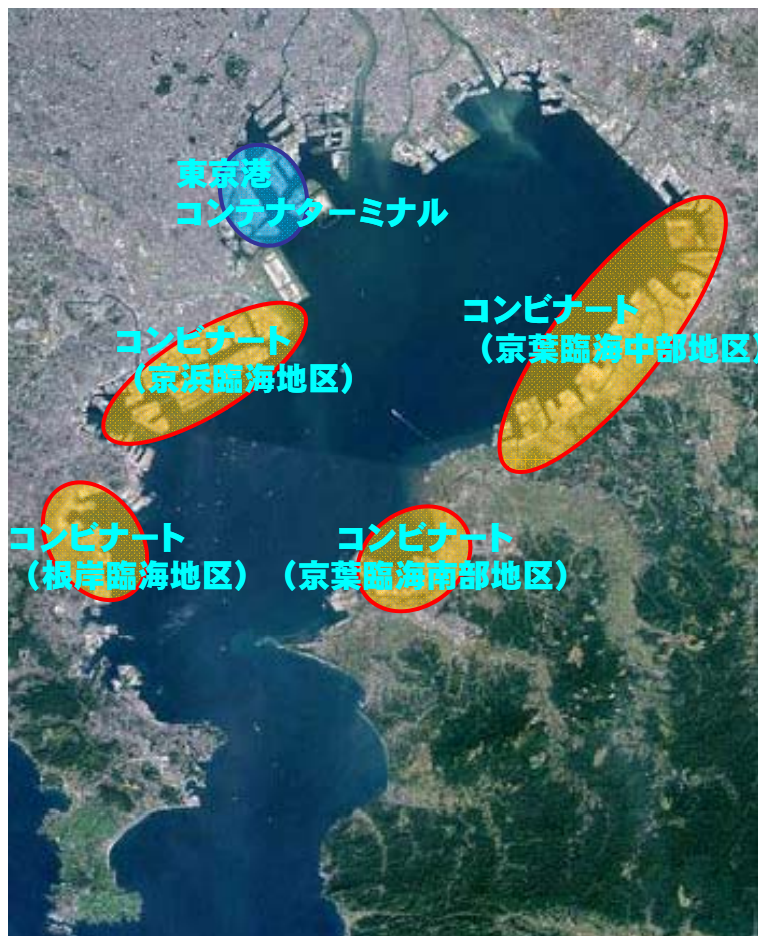 東京港
コンテナターミナル
コンビナート
（京葉臨海中部地区）
コンビナート
（京浜臨海地区）
コンビナート
（根岸臨海地区）
コンビナート
（京葉臨海南部地区）